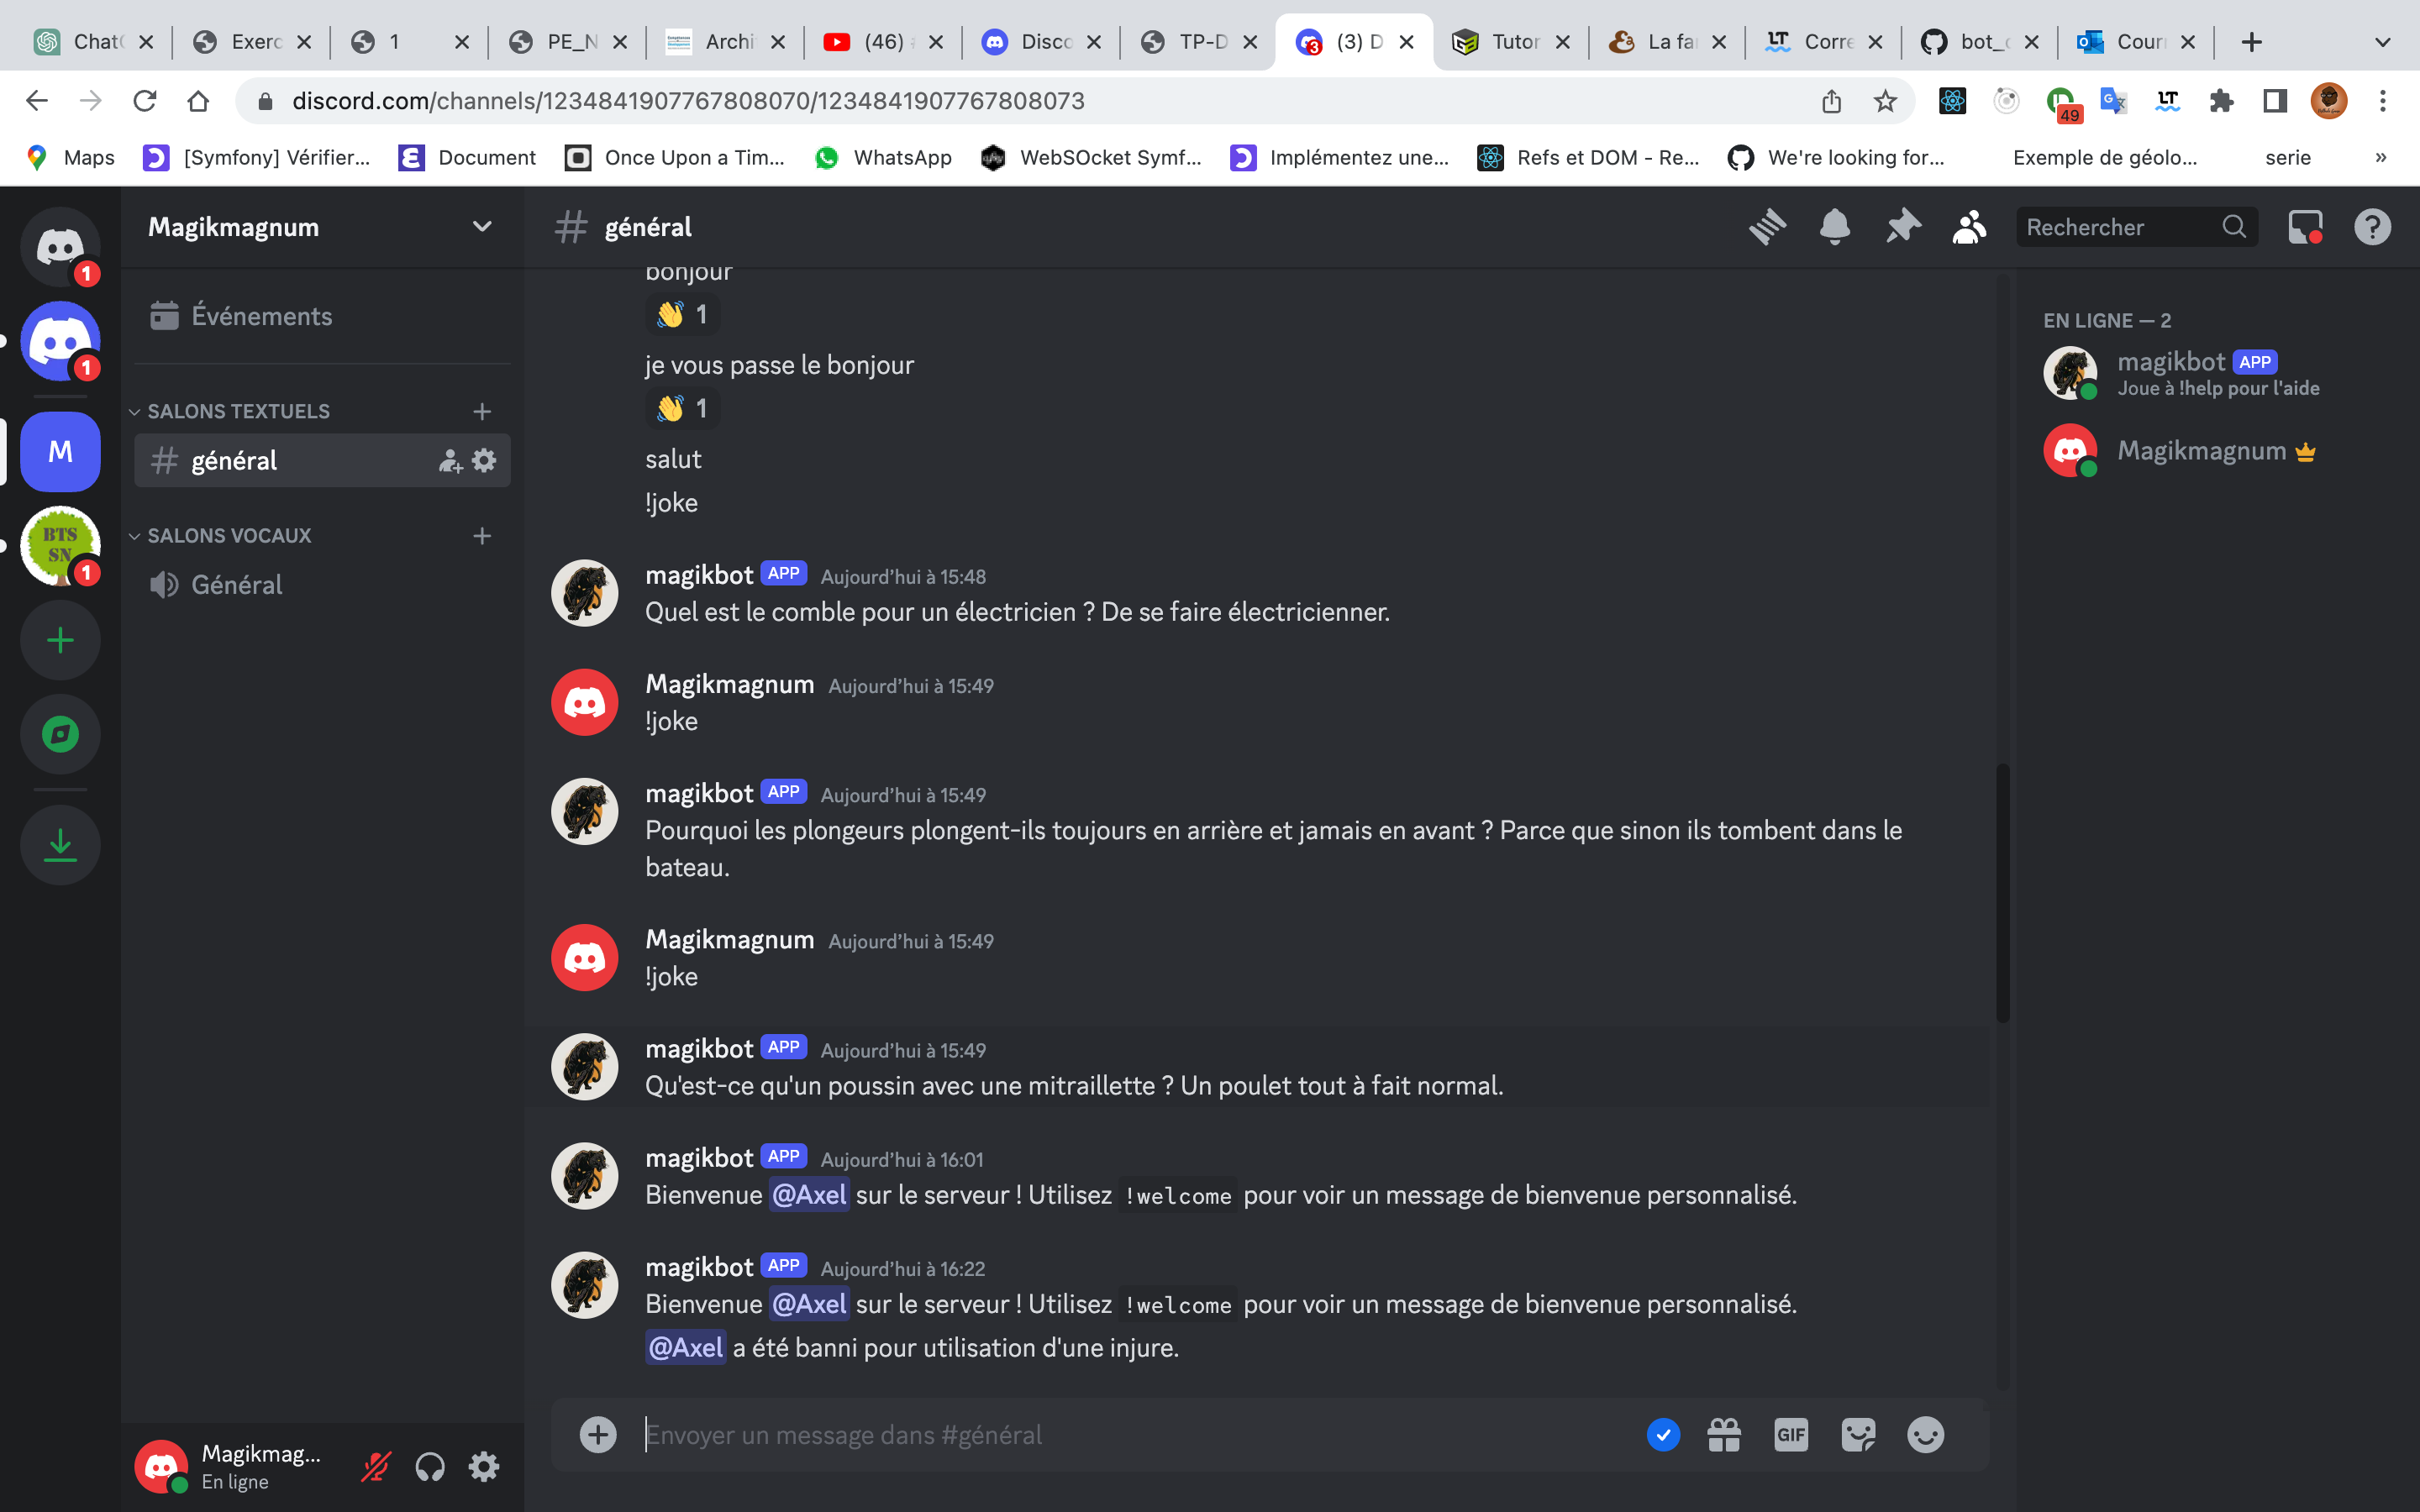 ChatG
Exerc
1
PE_N
Archi
(46)
Disco
TP-D
(3) D
Tutor
La fa
Corre
bot_
Cour
discord.com/channels/1234841907767808070/1234841907767808073
49
Maps
[Symfony] Vérifier...
Document
Once Upon a Tim...
WhatsApp
WebSOcket Symf...
Implémentez une...
Refs et DOM - Re...
We're looking for...
Exemple de géolo...
serie
»
1
1
M
BTS
SN
1
Magikmagnum
Événements
SALONS TEXTUELS
général
SALONS VOCAUX
Général
Magikmag...
En ligne
# général
Rechercher
bonjour
👋 1
je vous passe le bonjour
👋 1
salut
!joke
magikbot APP Aujourd'hui à 15:48
Quel est le comble pour un électricien ? De se faire électricienner.
Magikmagnum Aujourd'hui à 15:49
!joke
magikbot APP Aujourd'hui à 15:49
Pourquoi les plongeurs plongent-ils toujours en arrière et jamais en avant ? Parce que sinon ils tombent dans le
bateau.
Magikmagnum Aujourd'hui à 15:49
!joke
magikbot APP Aujourd'hui à 15:49
Qu'est-ce qu'un poussin avec une mitraillette ? Un poulet tout à fait normal.
magikbot APP Aujourd'hui à 16:01
Bienvenue @Axel sur le serveur ! Utilisez !welcome pour voir un message de bienvenue personnalisé.
magikbot APP Aujourd'hui à 16:22
Bienvenue @Axel sur le serveur ! Utilisez !welcome pour voir un message de bienvenue personnalisé.
@Axel a été banni pour utilisation d'une injure.
Envoyer un message dans #général
GIF
EN LIGNE — 2
magikbot APP
Joue à !help pour l'aide
Magikmagnum